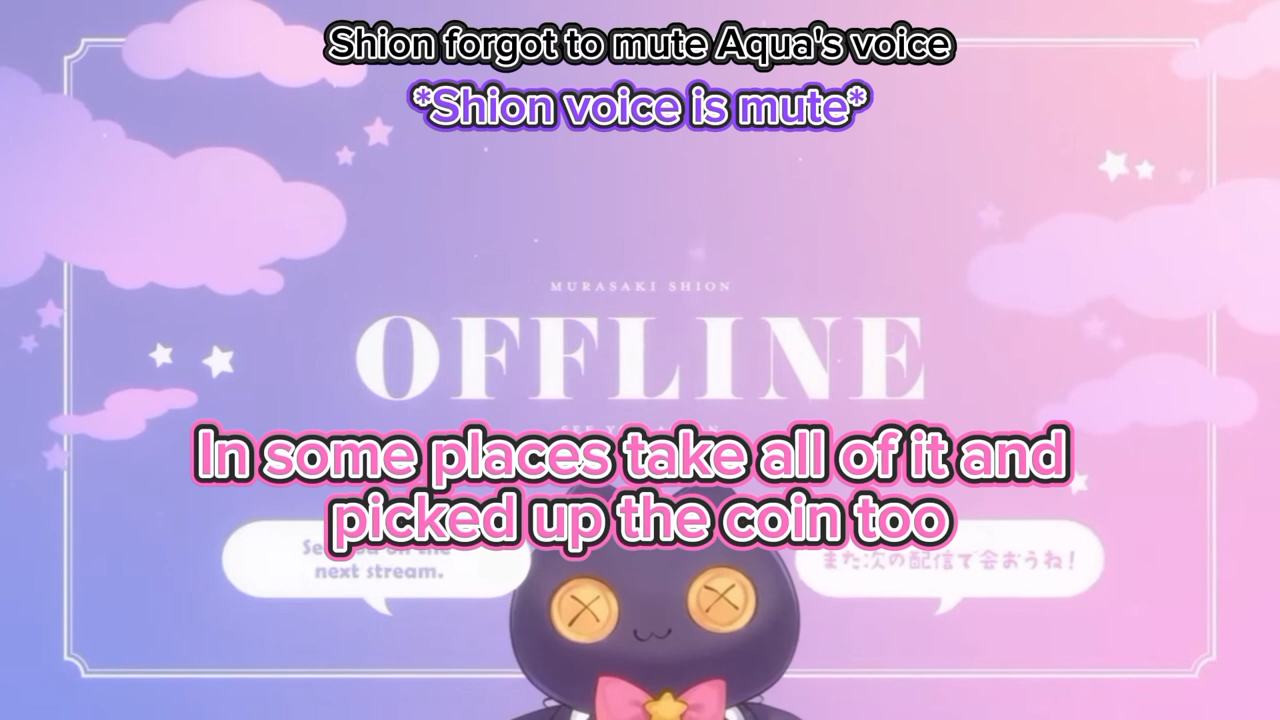 Shion forgot to mute Aqua's voice
*Shion voice is mute*
MURASAKI SHION
OFFLINE
In some places take all of it and
picked up the coin too
next stream.
また次の配信で会おうね!